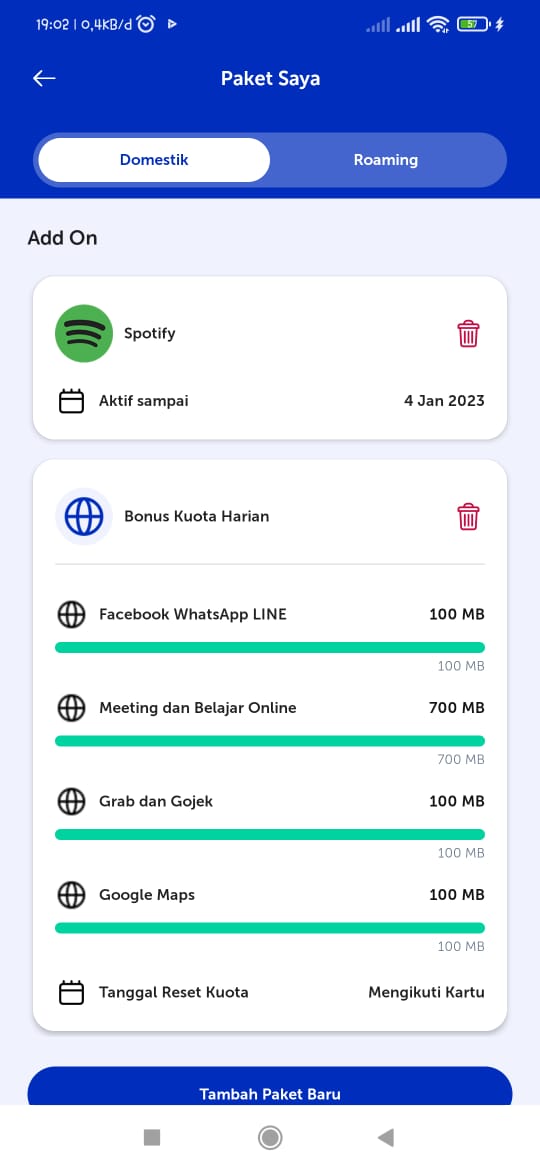 19:02 | 0,4KB/d
57
Paket Saya
Domestik
Roaming
Add On
Spotify
Aktif sampai
4 Jan 2023
Bonus Kuota Harian
Facebook WhatsApp LINE
100 MB
100 MB
Meeting dan Belajar Online
700 MB
700 MB
Grab dan Gojek
100 MB
100 MB
Google Maps
100 MB
100 MB
Tanggal Reset Kuota
Mengikuti Kartu
Tambah Paket Baru